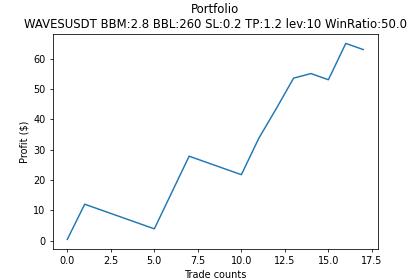 Portfolio
WAVESUSDT BBM:2.8 BBL:260 SL:0.2 TP:1.2 lev:10 WinRatio:50.0
Profit ($)
60
50
40
30
20
10
0
0.0 2.5 5.0 7.5 10.0 12.5 15.0 17.5
Trade counts